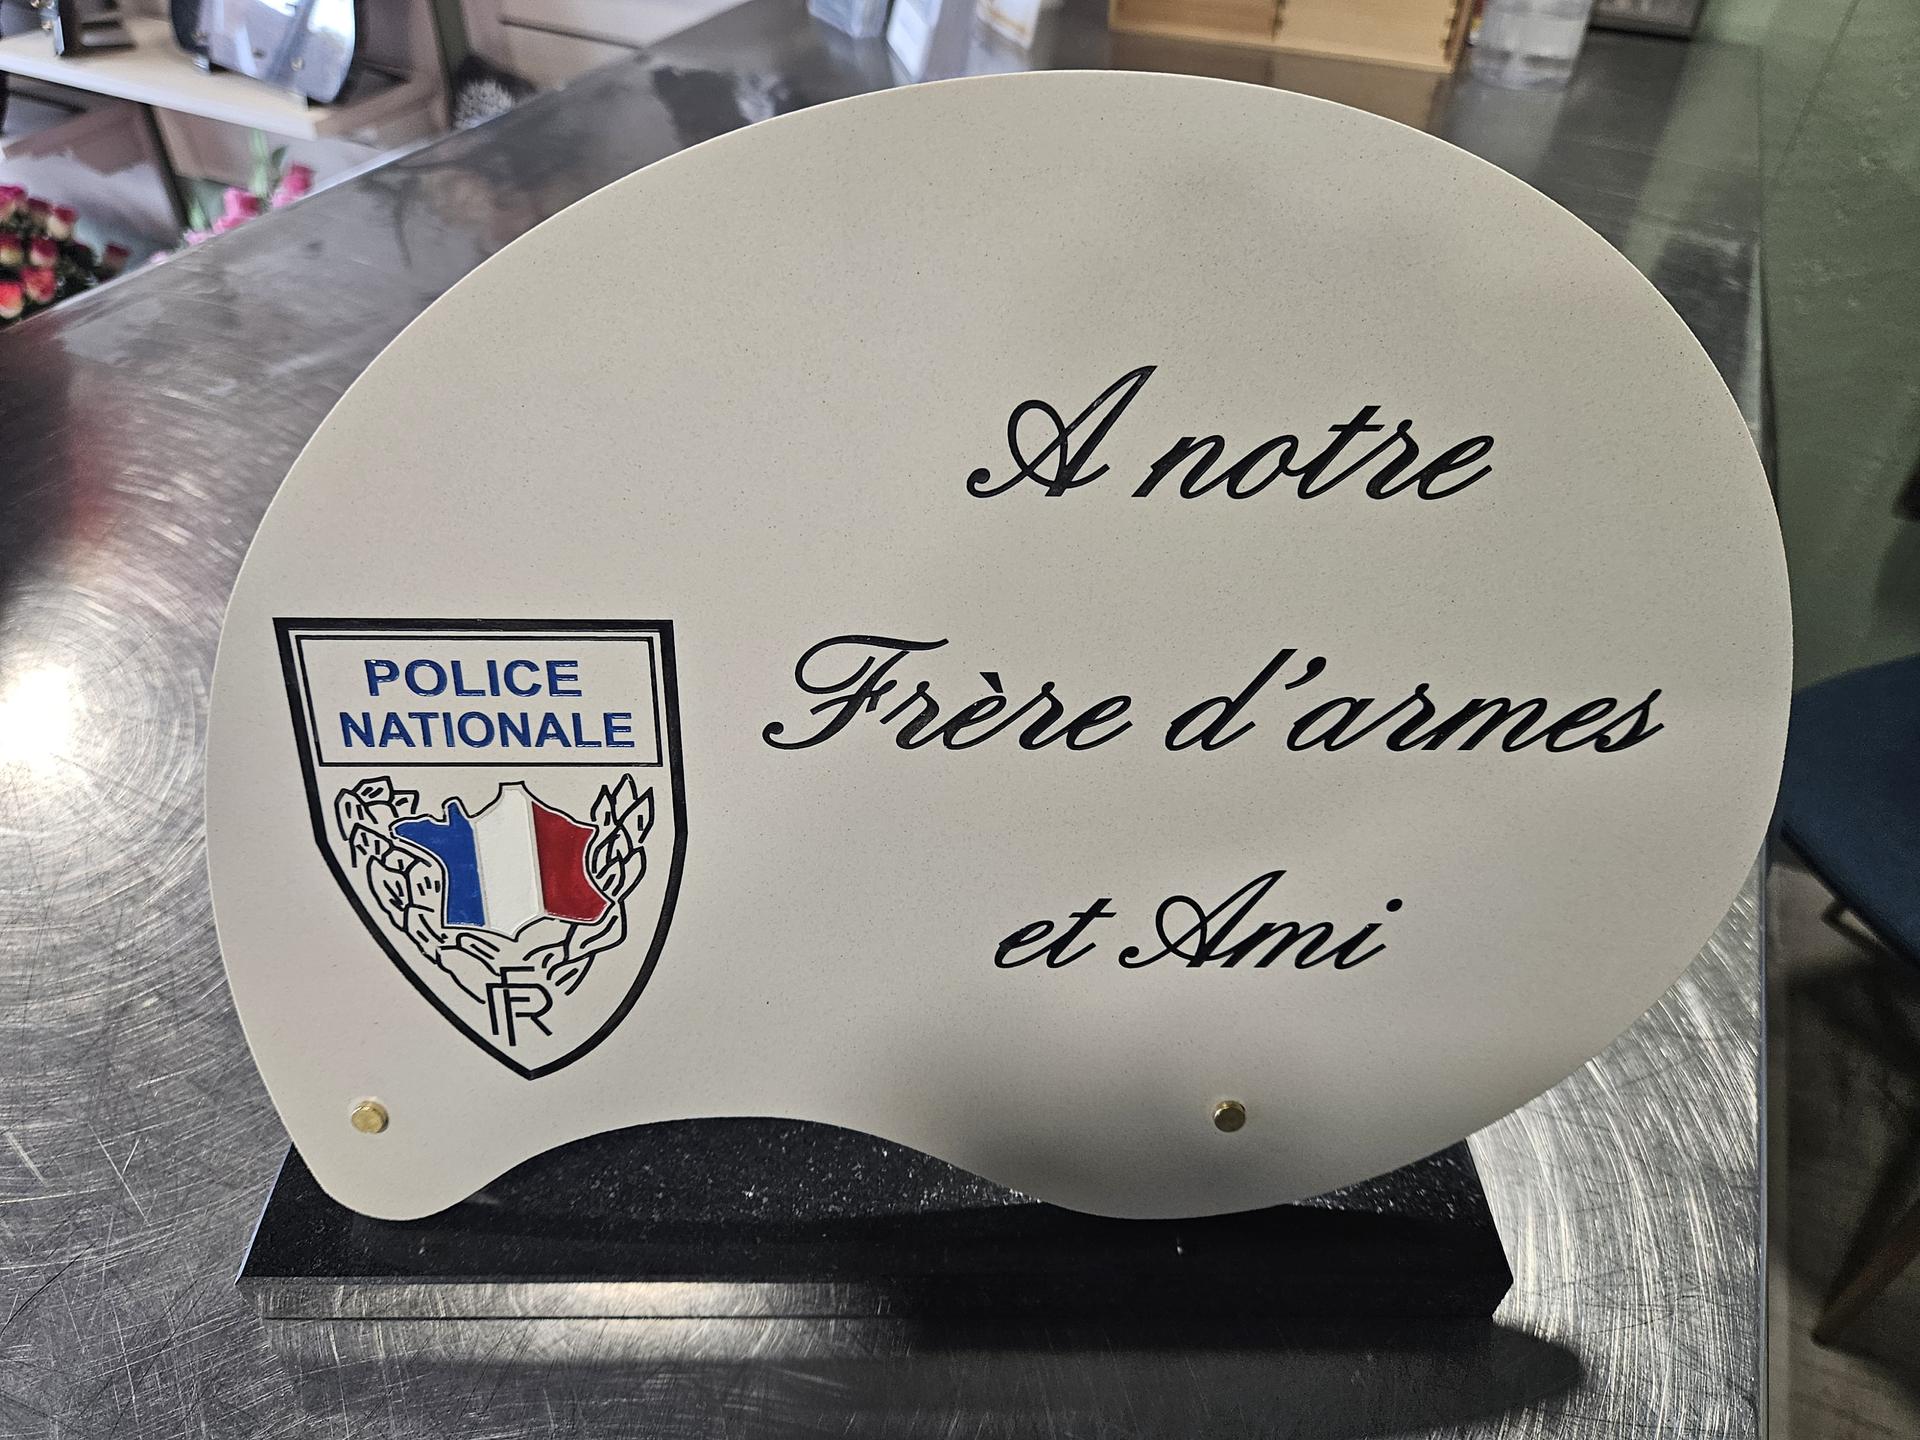 A notre
Frère d'armes
et Ami
POLICE
NATIONALE
RF